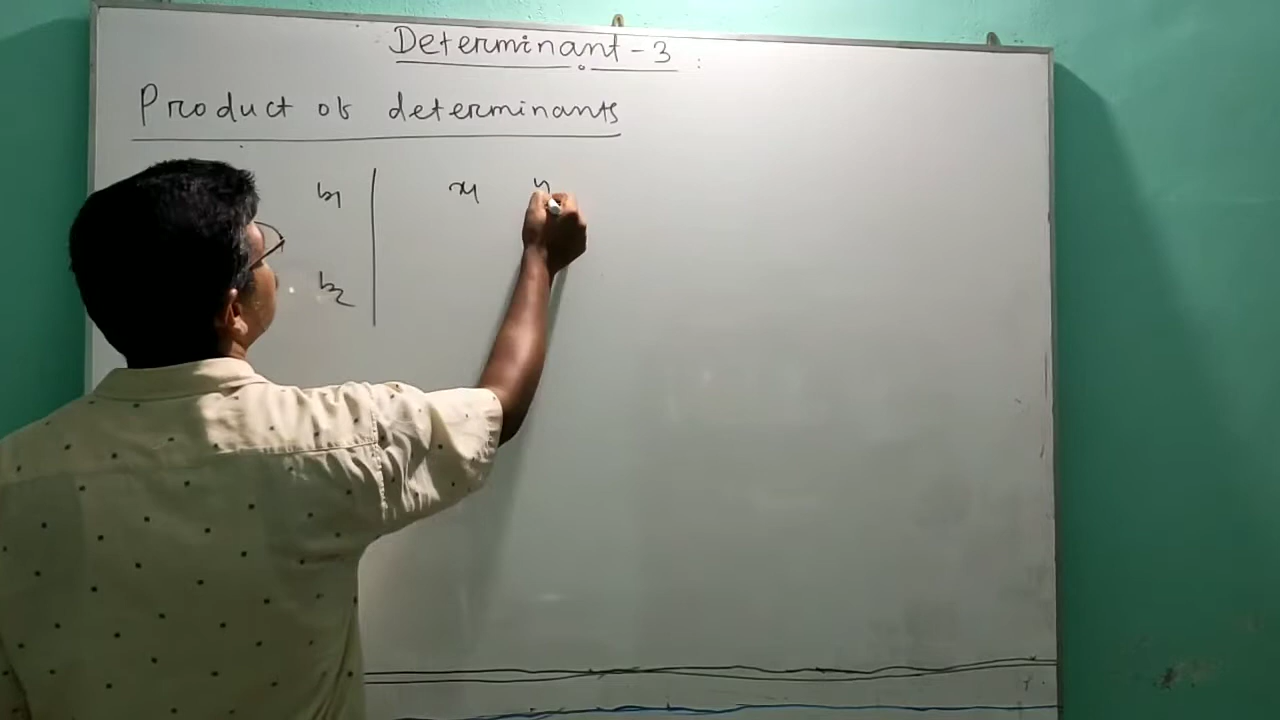 Determinant - 3
Product of determinants
b1 | x1 y
b2 |